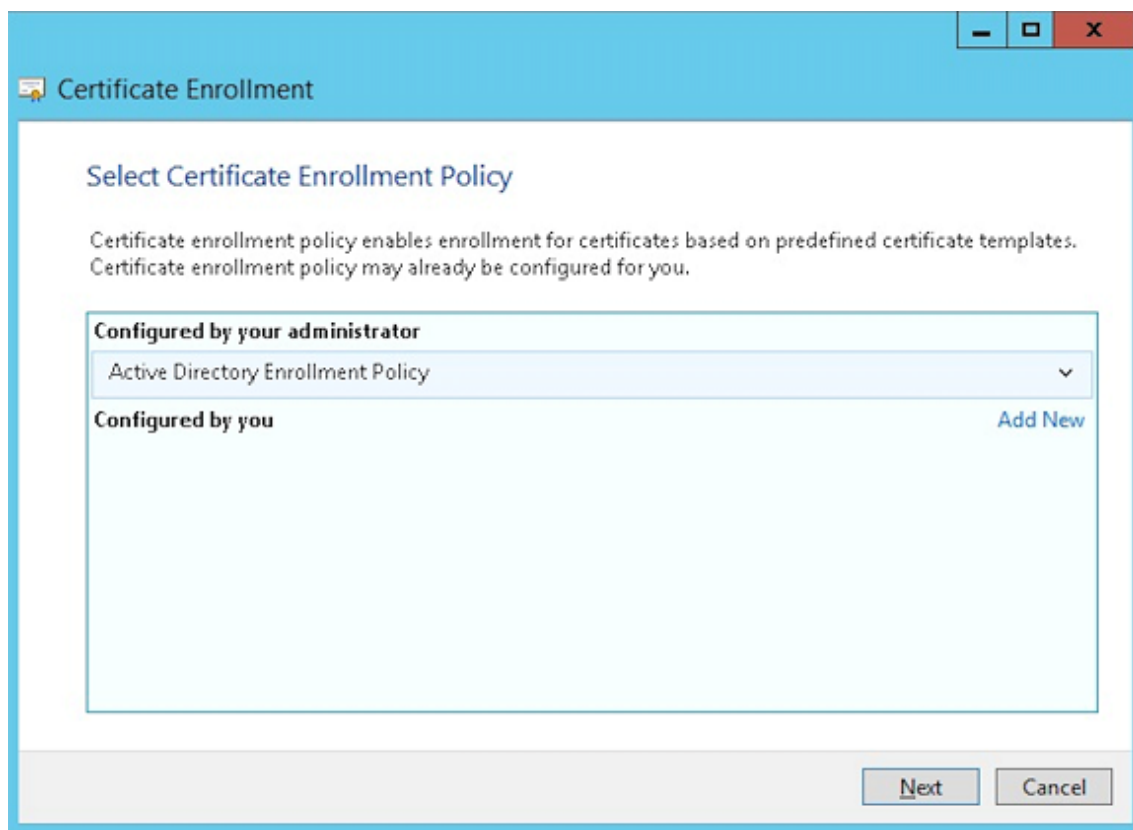 Certificate Enrollment
Select Certificate Enrollment Policy
Certificate enrollment policy enables enrollment for certificates based on predefined certificate templates.
Certificate enrollment policy may already be configured for you.
Configured by your administrator
Active Directory Enrollment Policy
Configured by you Add New
Next Cancel